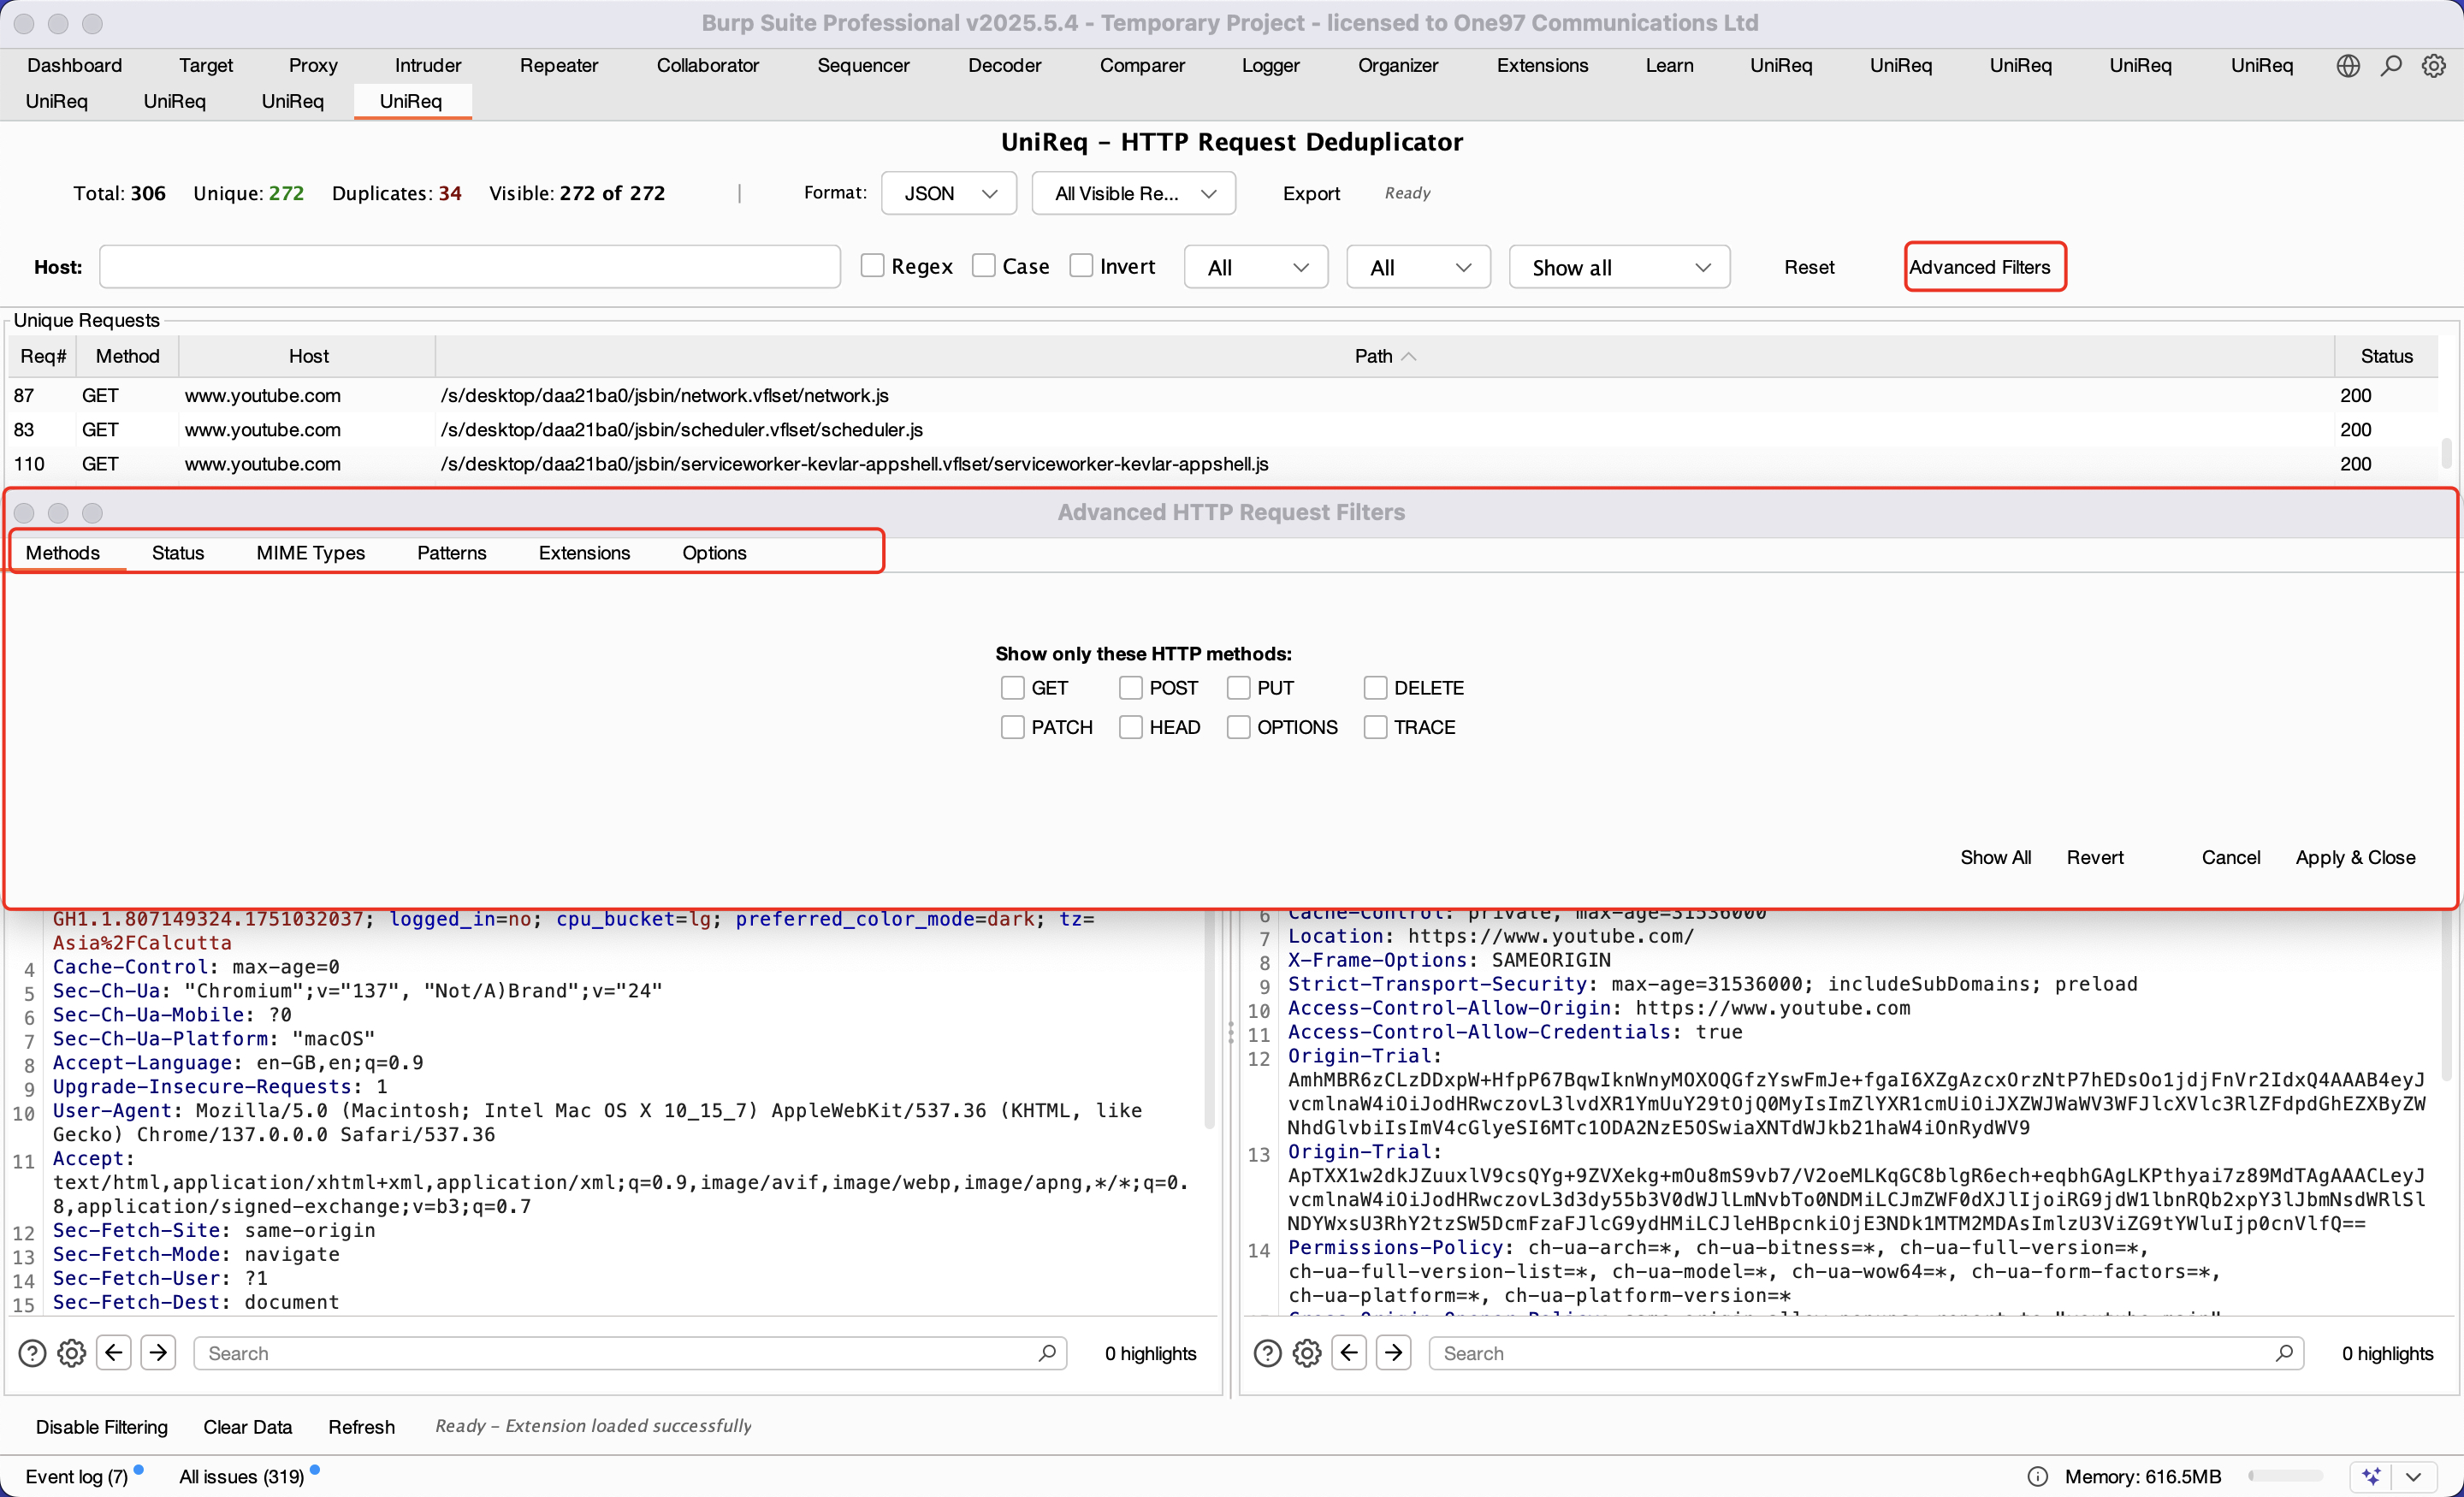 Burp Suite Professional v2025.5.4 - Temporary Project - licensed to One97 Communications Ltd
Dashboard Target Proxy Intruder Repeater Collaborator Sequencer Decoder Comparer Logger Organizer Extensions Learn UniReq UniReq UniReq UniReq UniReq
UniReq UniReq UniReq UniReq
UniReq – HTTP Request Deduplicator
Total: 306 Unique: 272 Duplicates: 34 Visible: 272 of 272 | Format: JSON All Visible Re... Export Ready
Host: Regex Case Invert All All Show all Reset Advanced Filters
Unique Requests
Req# Method Host Path Status
87 GET www.youtube.com /s/desktop/daa21ba0/jsbin/network.vflset/network.js 200
83 GET www.youtube.com /s/desktop/daa21ba0/jsbin/scheduler.vflset/scheduler.js 200
110 GET www.youtube.com /s/desktop/daa21ba0/jsbin/serviceworker-kevlar-appshell.vflset/serviceworker-kevlar-appshell.js 200
Advanced HTTP Request Filters
Methods Status MIME Types Patterns Extensions Options
Show only these HTTP methods:
GET POST PUT DELETE
PATCH HEAD OPTIONS TRACE
Show All Revert Cancel Apply & Close
GH1.1.807149324.1751032037; logged_in=no; cpu_bucket=lg; preferred_color_mode=dark; tz=
Asia%2FCalcutta
4 Cache-Control: max-age=0
5 Sec-Ch-Ua: "Chromium";v="137", "Not/A)Brand";v="24"
6 Sec-Ch-Ua-Mobile: ?0
7 Sec-Ch-Ua-Platform: "macOS"
8 Accept-Language: en-GB,en;q=0.9
9 Upgrade-Insecure-Requests: 1
10 User-Agent: Mozilla/5.0 (Macintosh; Intel Mac OS X 10_15_7) AppleWebKit/537.36 (KHTML, like
Gecko) Chrome/137.0.0.0 Safari/537.36
11 Accept:
text/html,application/xhtml+xml,application/xml;q=0.9,image/avif,image/webp,image/apng,*/*;q=0.
8,application/signed-exchange;v=b3;q=0.7
12 Sec-Fetch-Site: same-origin
13 Sec-Fetch-Mode: navigate
14 Sec-Fetch-User: ?1
15 Sec-Fetch-Dest: document
6 Cache-Control: private, max-age=31536000
7 Location: https://www.youtube.com/
8 X-Frame-Options: SAMEORIGIN
9 Strict-Transport-Security: max-age=31536000; includeSubDomains; preload
10 Access-Control-Allow-Origin: https://www.youtube.com
11 Access-Control-Allow-Credentials: true
12 Origin-Trial:
AmhMBR6zCLzDDxpW+HfpP67BqwIknWnyMOXOQGfzYswFmJe+fgaI6XZgAzcxOrzNtP7hEDsOo1jdjFnVr2IdxQ4AAAB4eyJ
vcmlnaW4iOiJodHRwczovL3lvdXR1YmUuY29tOjQ0MyIsImZlYXR1cmUiOiJXZWJWaWV3WFJlcXVlc3RlZFdpdGhEZXByZW
NhdGlvbiIsImV4cGlyeSI6MTc1ODA2NzE5OSwiaXNTdWJkb21haW4iOnRydWV9
13 Origin-Trial:
ApTXX1w2dkJZuuxlV9csQYg+9ZVXekg+mOu8mS9vb7/V2oeMLKqGC8blgR6ech+eqbhGAgLKPthyai7z89MdTAgAAACLeyJ
vcmlnaW4iOiJodHRwczovL3d3dy55b3V0dWJlLmNvbTo0NDMiLCJmZWF0dXJlIjoiRG9jdW1lbnRQb2xpY3lJbmNsdWRlSl
NDYWxsU3RhY2tzSW5DcmFzaFJlcG9ydHMiLCJleHBpcnkiOjE3NDk1MTM2MDAsImlzU3ViZG9tYWluIjp0cnVlfQ==
14 Permissions-Policy: ch-ua-arch=*, ch-ua-bitness=*, ch-ua-full-version=*,
ch-ua-full-version-list=*, ch-ua-model=*, ch-ua-wow64=*, ch-ua-form-factors=*,
ch-ua-platform=*, ch-ua-platform-version=*
Search 0 highlights
Search 0 highlights
Disable Filtering Clear Data Refresh Ready – Extension loaded successfully
Event log (7) All issues (319) Memory: 616.5MB